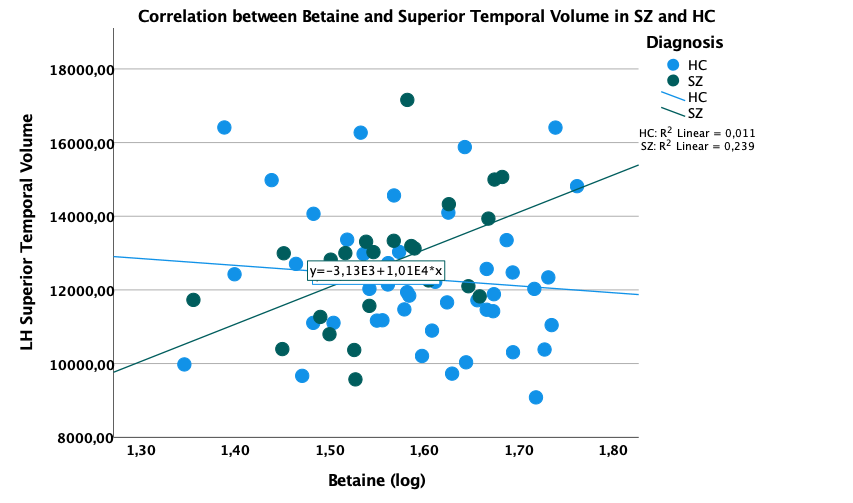 Correlation between Betaine and Superior Temporal Volume in SZ and HC
Diagnosis
HC
SZ
HC
SZ
HC: R² Linear = 0,011
SZ: R² Linear = 0,239
LH Superior Temporal Volume
18000,00
16000,00
14000,00
12000,00
10000,00
8000,00
y=−3,13E3+1,01E4*x
1,30 1,40 1,50 1,60 1,70 1,80
Betaine (log)